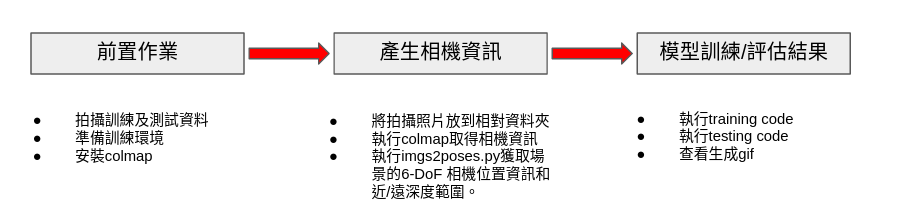 前置作業
產生相機資訊
模型訓練/評估結果
● 拍攝訓練及測試資料
● 準備訓練環境
● 安裝colmap
● 將拍攝照片放到相對資料夾
● 執行colmap取得相機資訊
● 執行imgs2poses.py獲取場
景的6-DoF 相機位置資訊和
近/遠深度範圍。
● 執行training code
● 執行testing code
● 查看生成gif